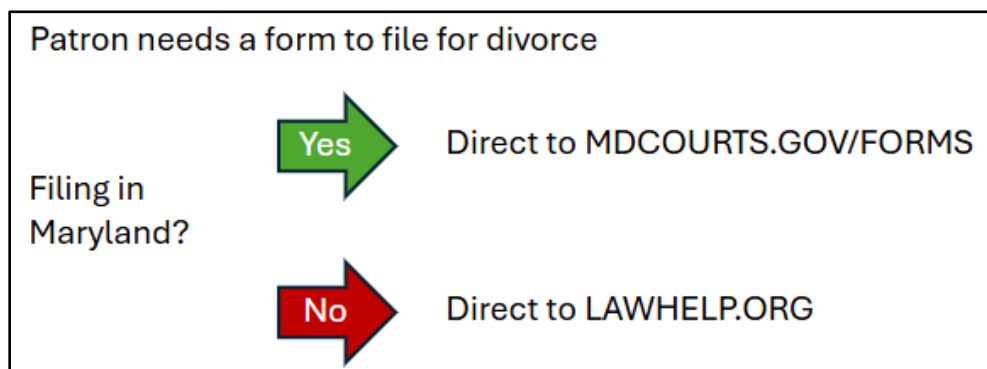 Patron needs a form to file for divorce
Yes
Direct to MDCOURTS.GOV/FORMS
Filing in
Maryland?
No
Direct to LAWHELP.ORG